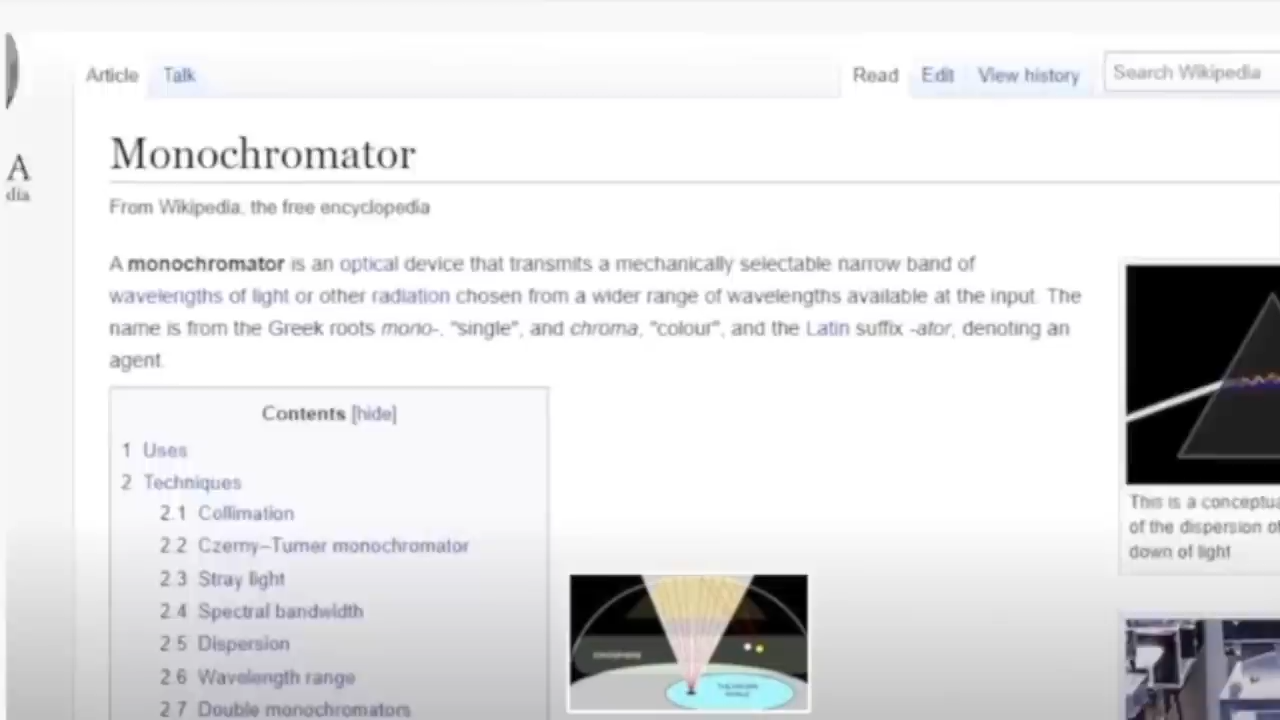 Article Talk Read Edit View history Search Wikipedia
A
dia
Monochromator
From Wikipedia, the free encyclopedia
A monochromator is an optical device that transmits a mechanically selectable narrow band of
wavelengths of light or other radiation chosen from a wider range of wavelengths available at the input. The
name is from the Greek roots mono-, "single", and chroma, "colour", and the Latin suffix -ator, denoting an
agent.
Contents [hide]
1 Uses
2 Techniques
2.1 Collimation
2.2 Czerny–Turner monochromator
2.3 Stray light
2.4 Spectral bandwidth
2.5 Dispersion
2.6 Wavelength range
2.7 Double monochromators
This is a conceptua
of the dispersion of
down of light